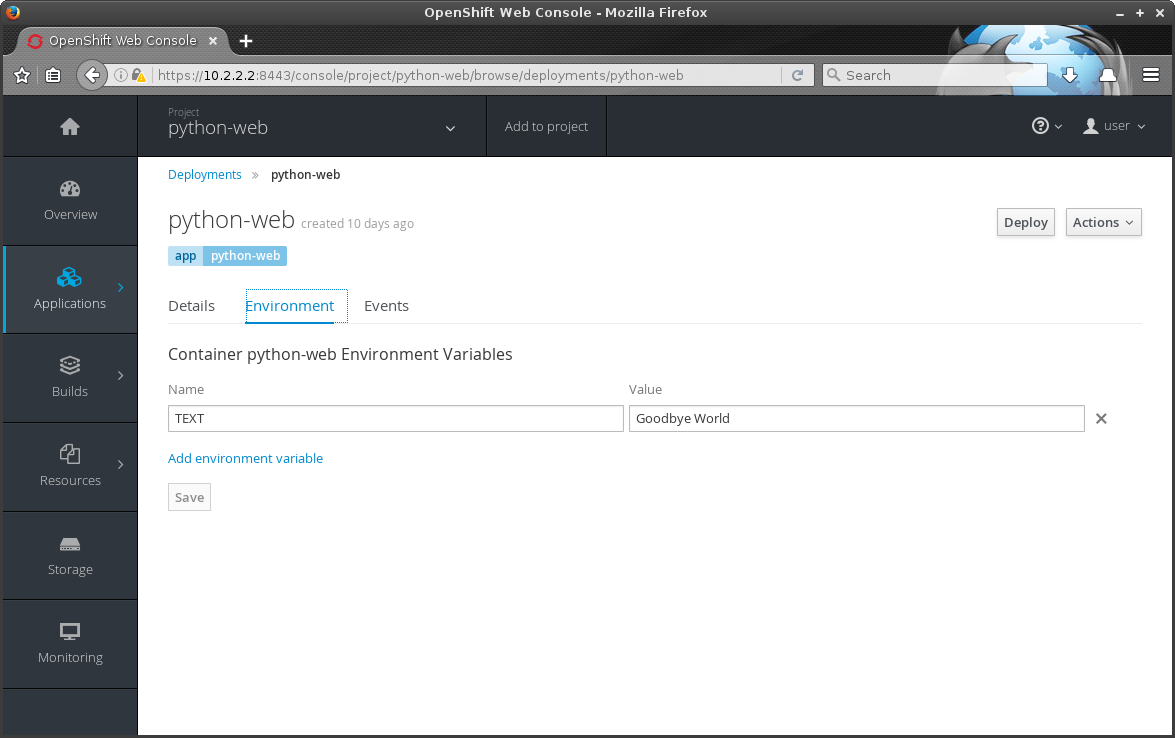 OpenShift Web Console - Mozilla Firefox
OpenShift Web Console
https://10.2.2.2:8443/console/project/python-web/browse/deployments/python-web
Search
Project
python-web
Add to project
user
Overview
Applications
Builds
Resources
Storage
Monitoring
Deployments » python-web
python-web created 10 days ago
Deploy
Actions
app python-web
Details Environment Events
Container python-web Environment Variables
Name Value
TEXT Goodbye World
Add environment variable
Save